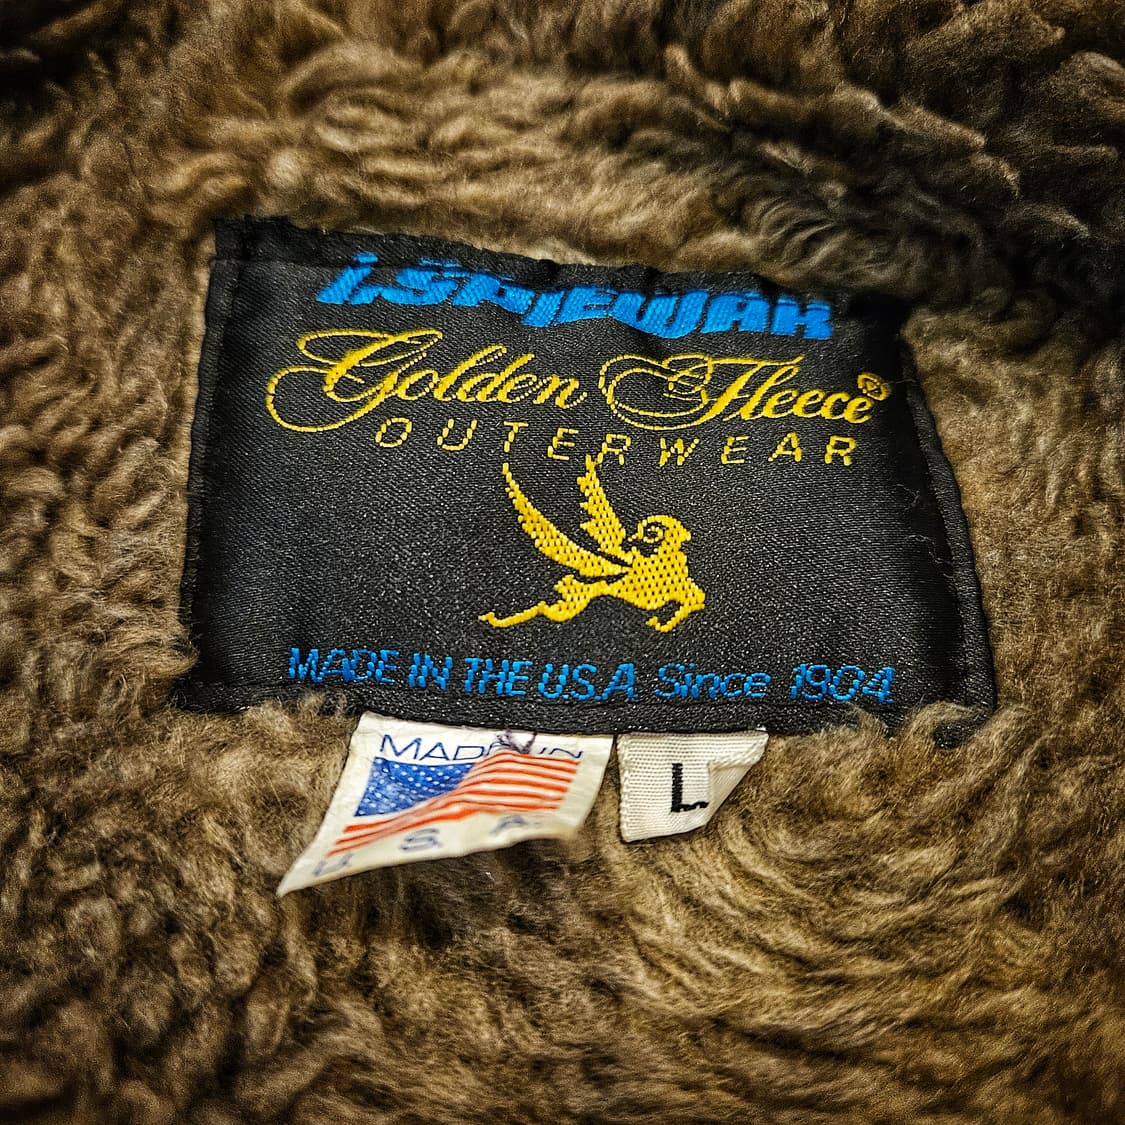 I.SPIEWAK
Golden Fleece®
OUTERWEAR
MADE IN THE U.S.A. Since 1904
MADE IN
U S A
L